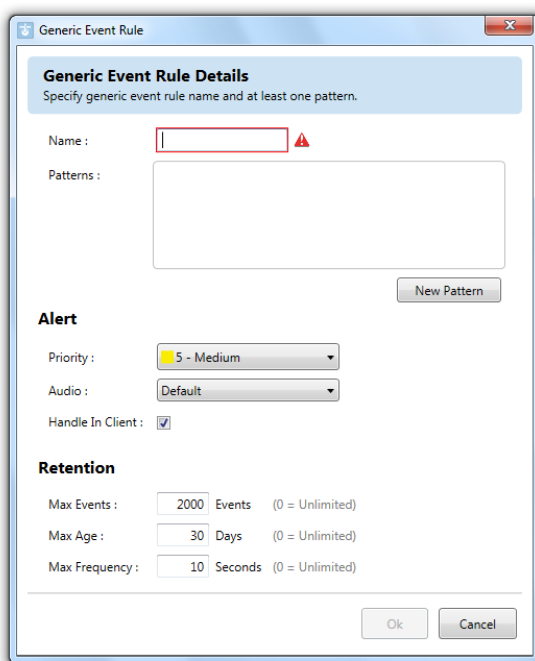 Generic Event Rule
Generic Event Rule Details
Specify generic event rule name and at least one pattern.
Name :
Patterns :
New Pattern
Alert
Priority : 5 - Medium
Audio : Default
Handle In Client :
Retention
Max Events : 2000 Events (0 = Unlimited)
Max Age : 30 Days (0 = Unlimited)
Max Frequency : 10 Seconds (0 = Unlimited)
Ok Cancel